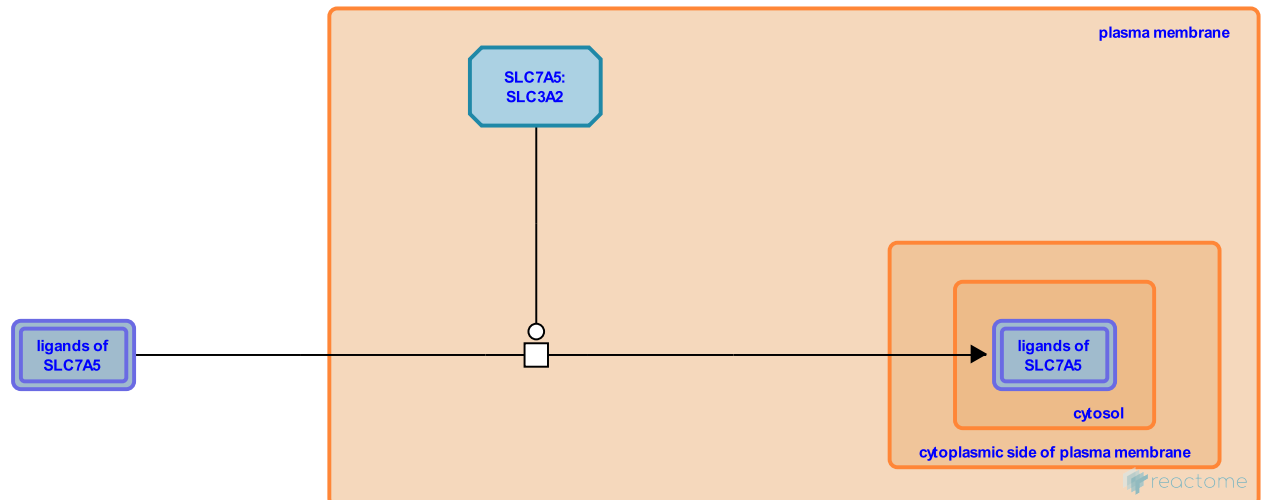 plasma membrane
SLC7A5:
SLC3A2
ligands of
SLC7A5
ligands of
SLC7A5
cytosol
cytoplasmic side of plasma membrane
reactome